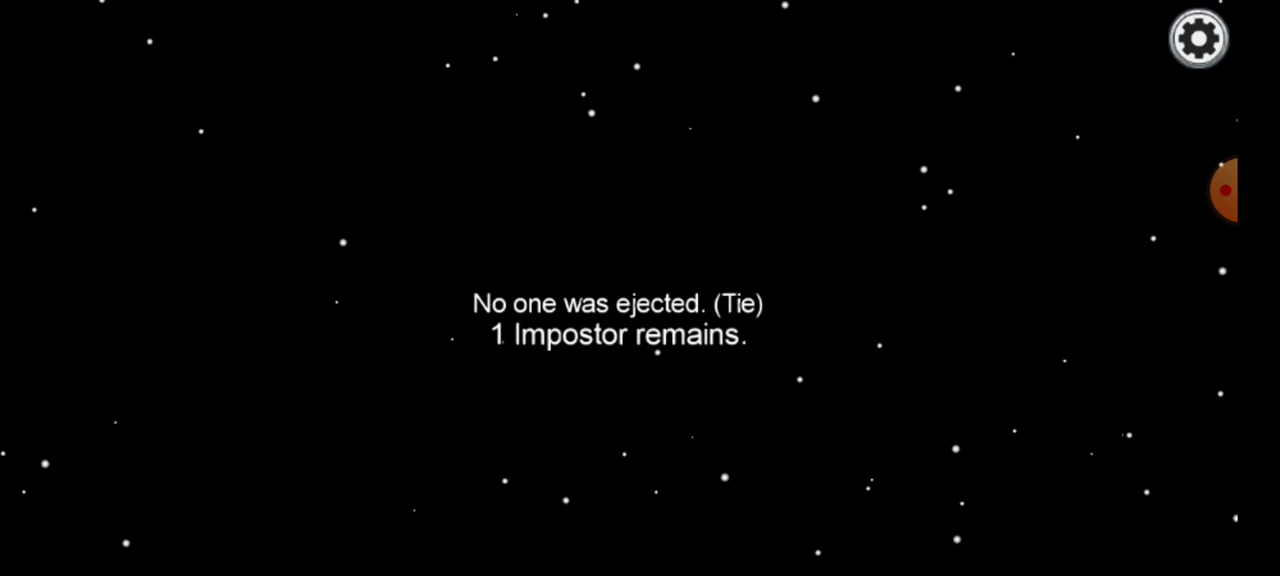 No one was ejected. (Tie)
1 Impostor remains.